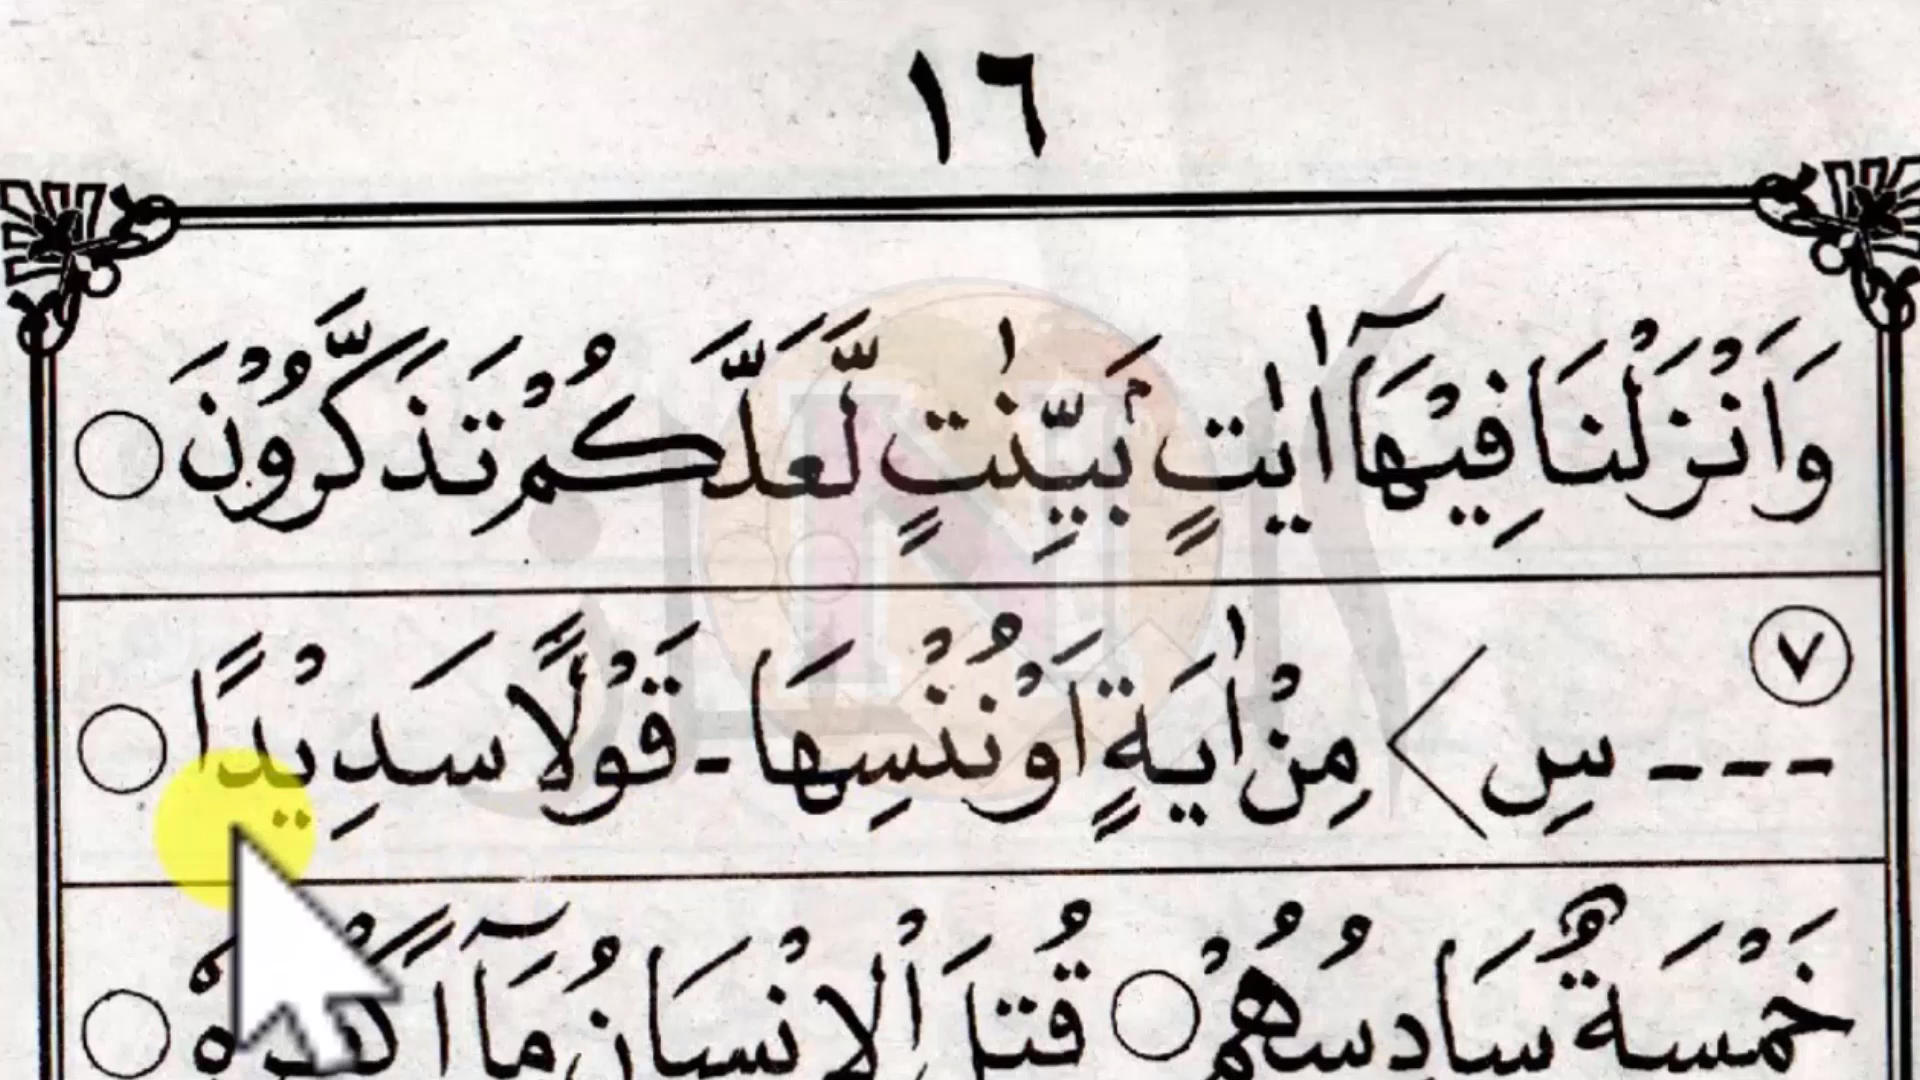 ١٦
وَاَنْزَلْنَا فِيْهَآ اٰيٰتٍۢ بَيِّنٰتٍ لَّعَلَّكُمْ تَذَكَّرُوْنَ ○
٧
--- سِ > مِنْ اٰيَةٍ اَوْ نُنْسِهَا - قَوْلًا سَدِيْدًا ○
خَمْسَةٌ سَادِسُهُمْ ○ قُتِلَ الْاِنْسَانُ مَآ اَكْفَرَهٗ ○